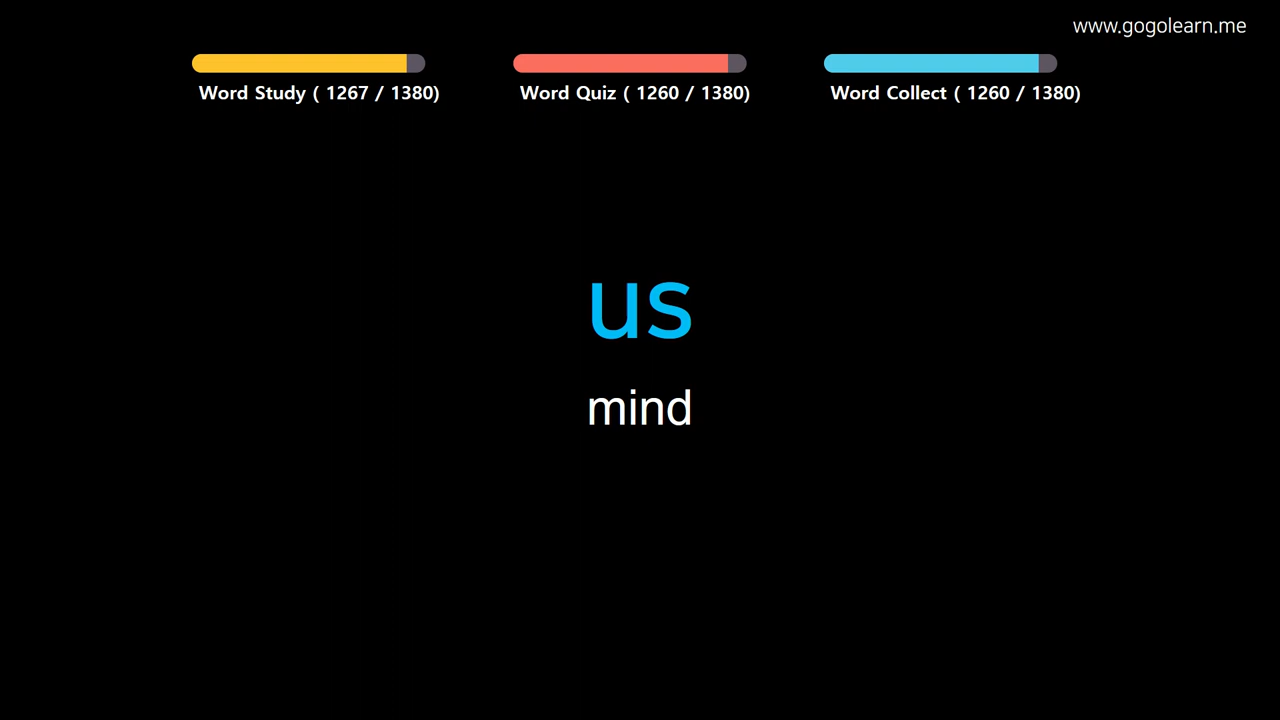 www.gogolearn.me
Word Study ( 1267 / 1380)
Word Quiz ( 1260 / 1380)
Word Collect ( 1260 / 1380)
us
mind